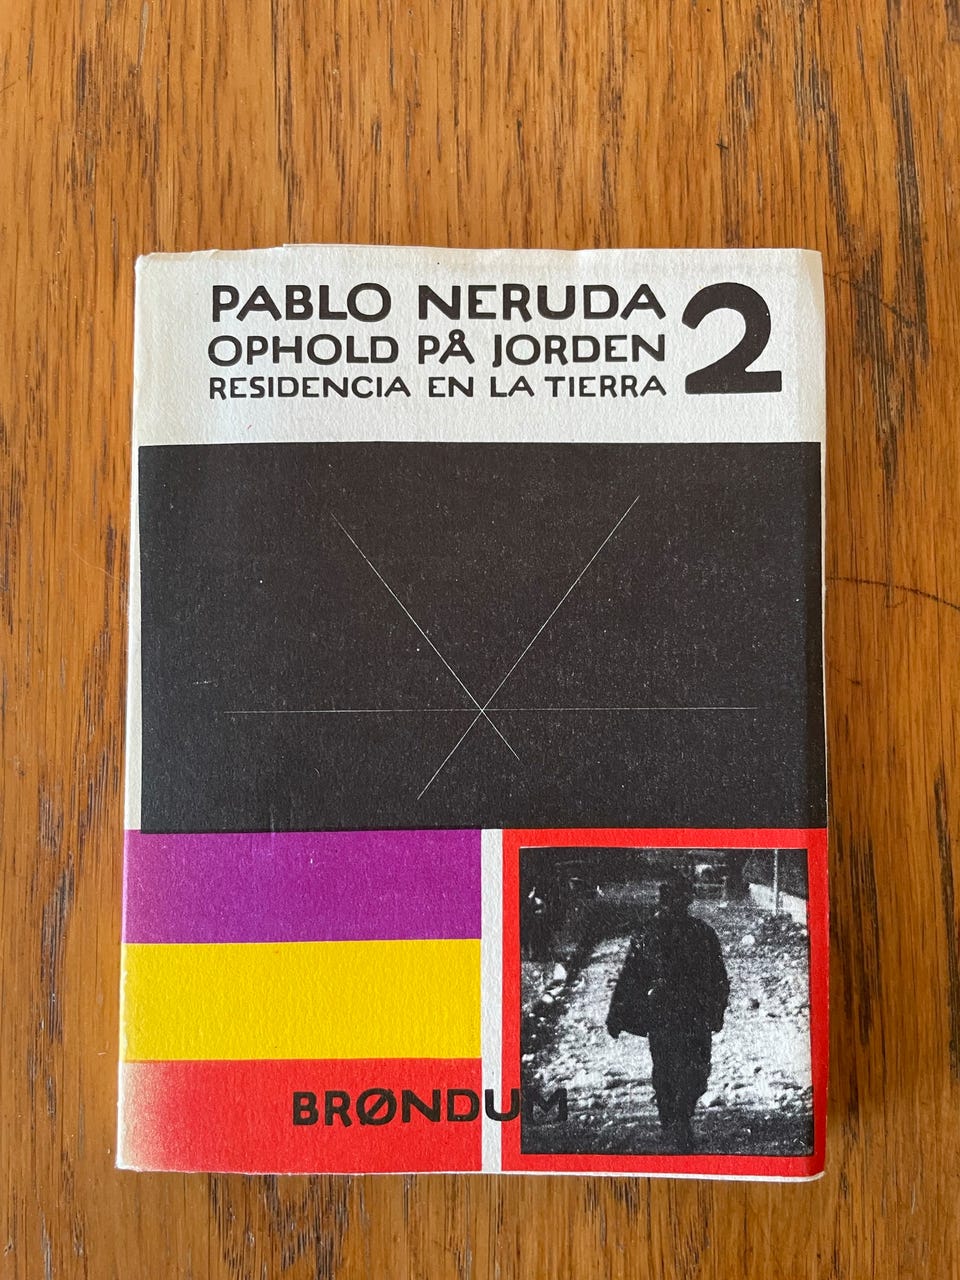 PABLO NERUDA 2
OPHOLD PÅ JORDEN
RESIDENCIA EN LA TIERRA
BRØNDUM